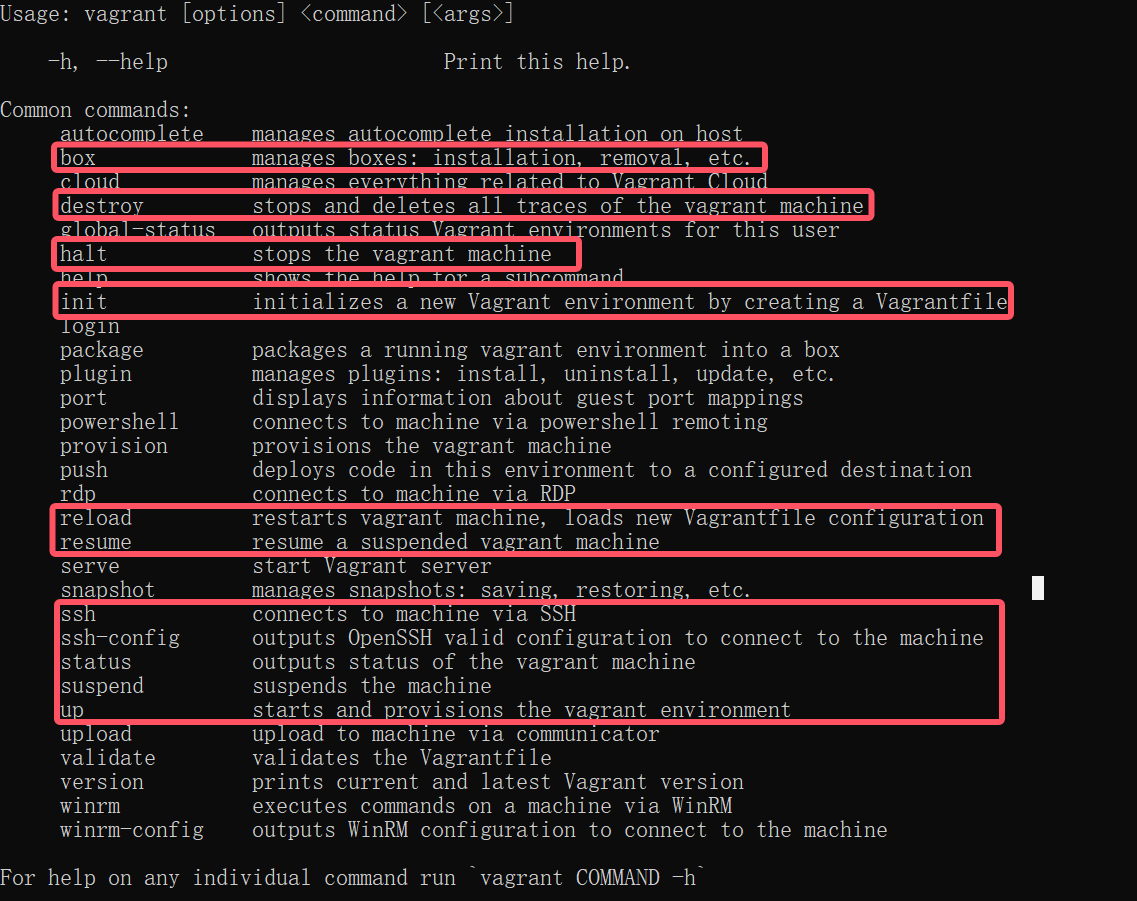 Usage: vagrant [options] <command> [<args>]
-h, --help Print this help.
Common commands:
autocomplete manages autocomplete installation on host
box manages boxes: installation, removal, etc.
cloud manages everything related to Vagrant Cloud
destroy stops and deletes all traces of the vagrant machine
global-status outputs status Vagrant environments for this user
halt stops the vagrant machine
help shows the help for a subcommand
init initializes a new Vagrant environment by creating a Vagrantfile
login
package packages a running vagrant environment into a box
plugin manages plugins: install, uninstall, update, etc.
port displays information about guest port mappings
powershell connects to machine via powershell remoting
provision provisions the vagrant machine
push deploys code in this environment to a configured destination
rdp connects to machine via RDP
reload restarts vagrant machine, loads new Vagrantfile configuration
resume resume a suspended vagrant machine
serve start Vagrant server
snapshot manages snapshots: saving, restoring, etc.
ssh connects to machine via SSH
ssh-config outputs OpenSSH valid configuration to connect to the machine
status outputs status of the vagrant machine
suspend suspends the machine
up starts and provisions the vagrant environment
upload upload to machine via communicator
validate validates the Vagrantfile
version prints current and latest Vagrant version
winrm executes commands on a machine via WinRM
winrm-config outputs WinRM configuration to connect to the machine
For help on any individual command run `vagrant COMMAND -h`